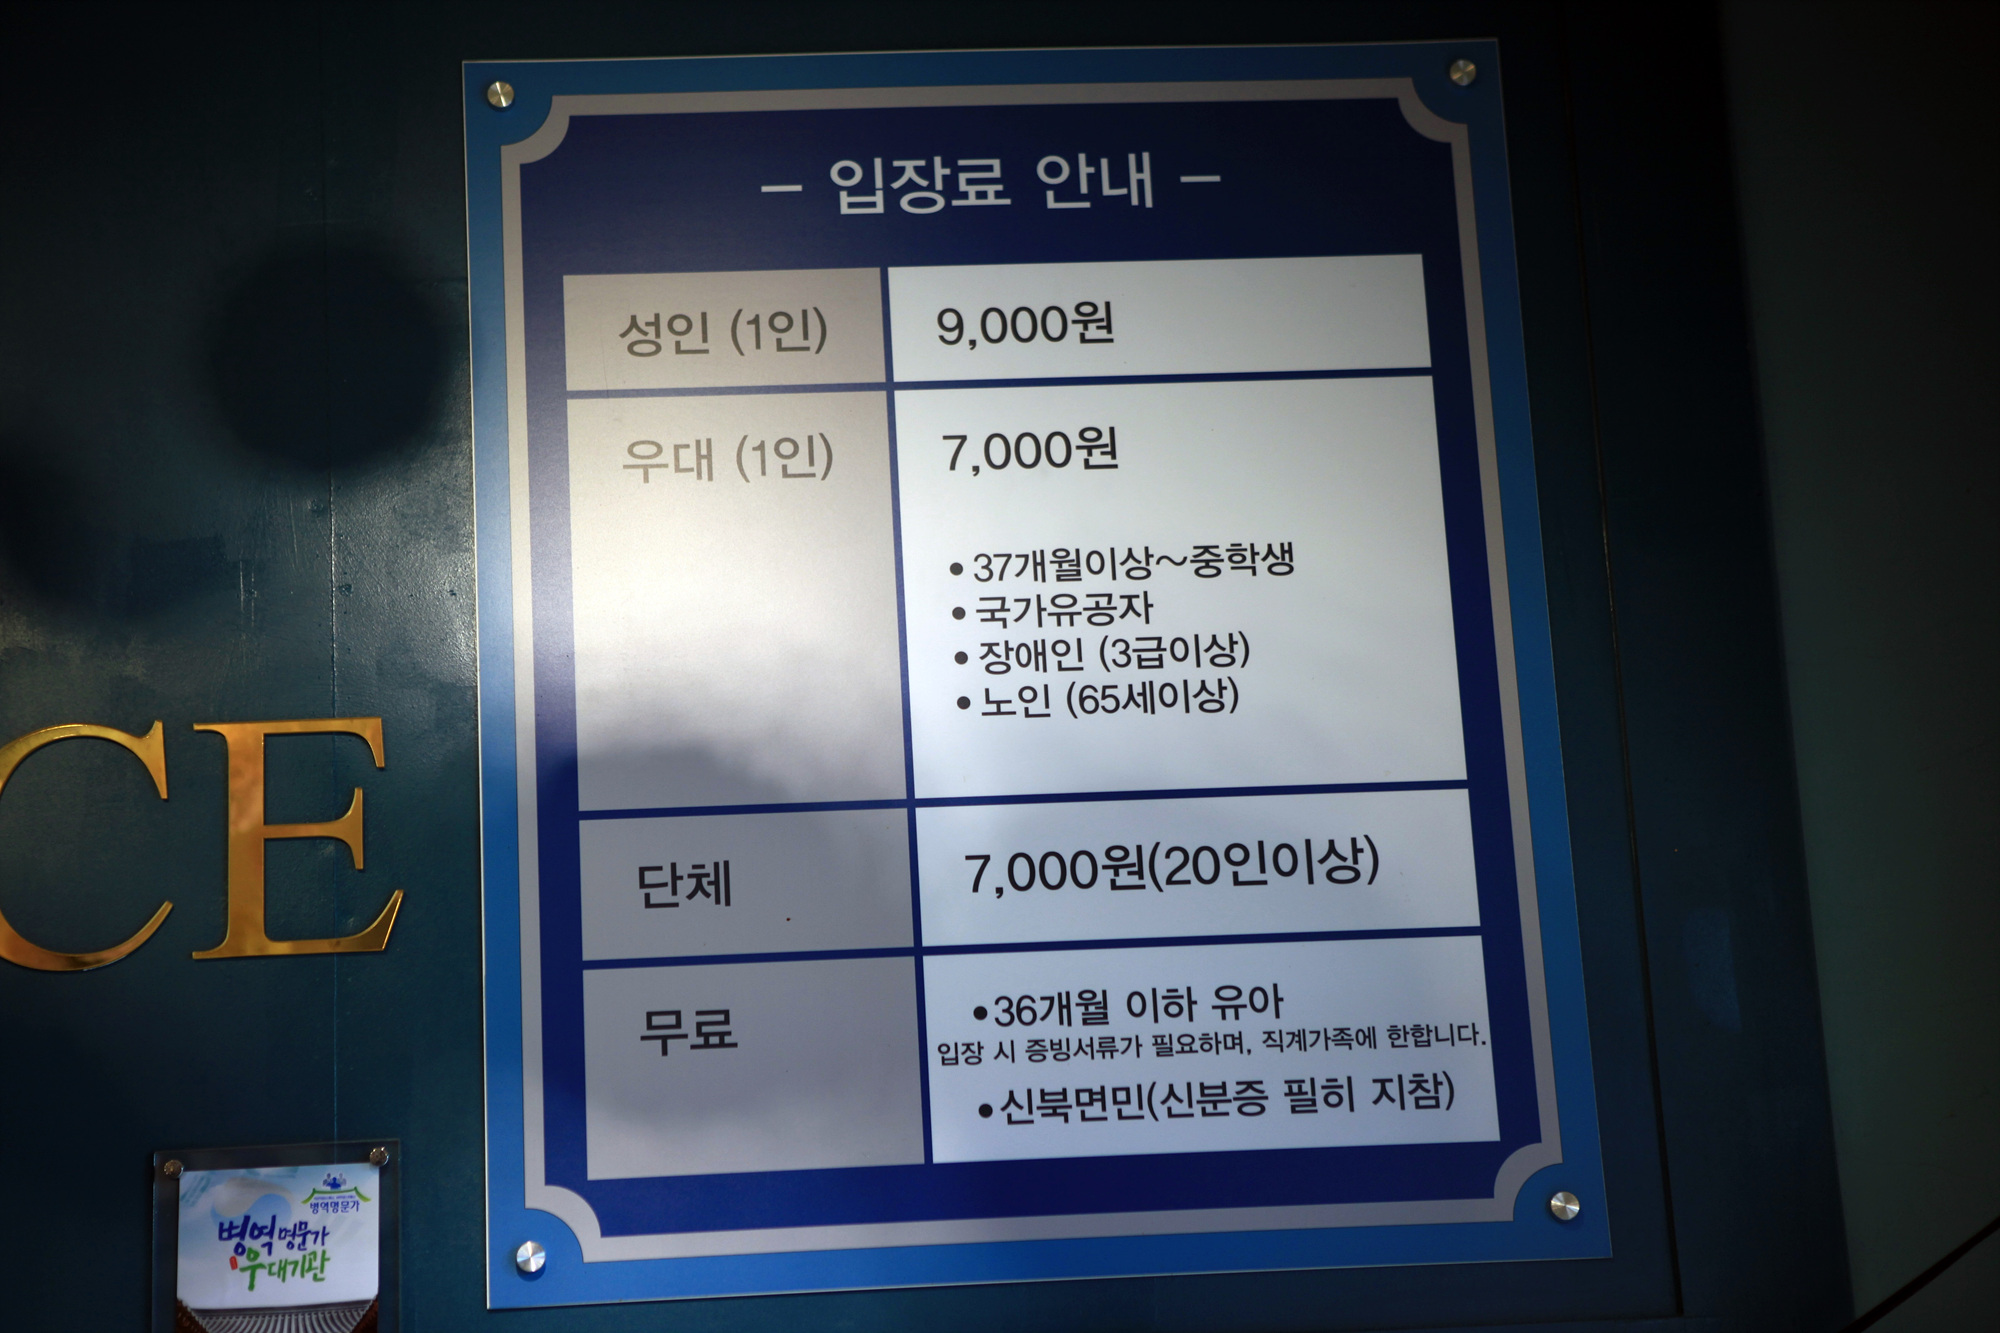 – 입장료 안내 –
성인 (1인)
9,000원
우대 (1인)
7,000원
•37개월이상~중학생
•국가유공자
•장애인 (3급이상)
•노인 (65세이상)
단체
7,000원(20인이상)
무료
•36개월 이하 유아
입장 시 증빙서류가 필요하며, 직계가족에 한합니다.
•신북면민(신분증 필히 지참)
CE
병역명문가
병역명문가
우대기관